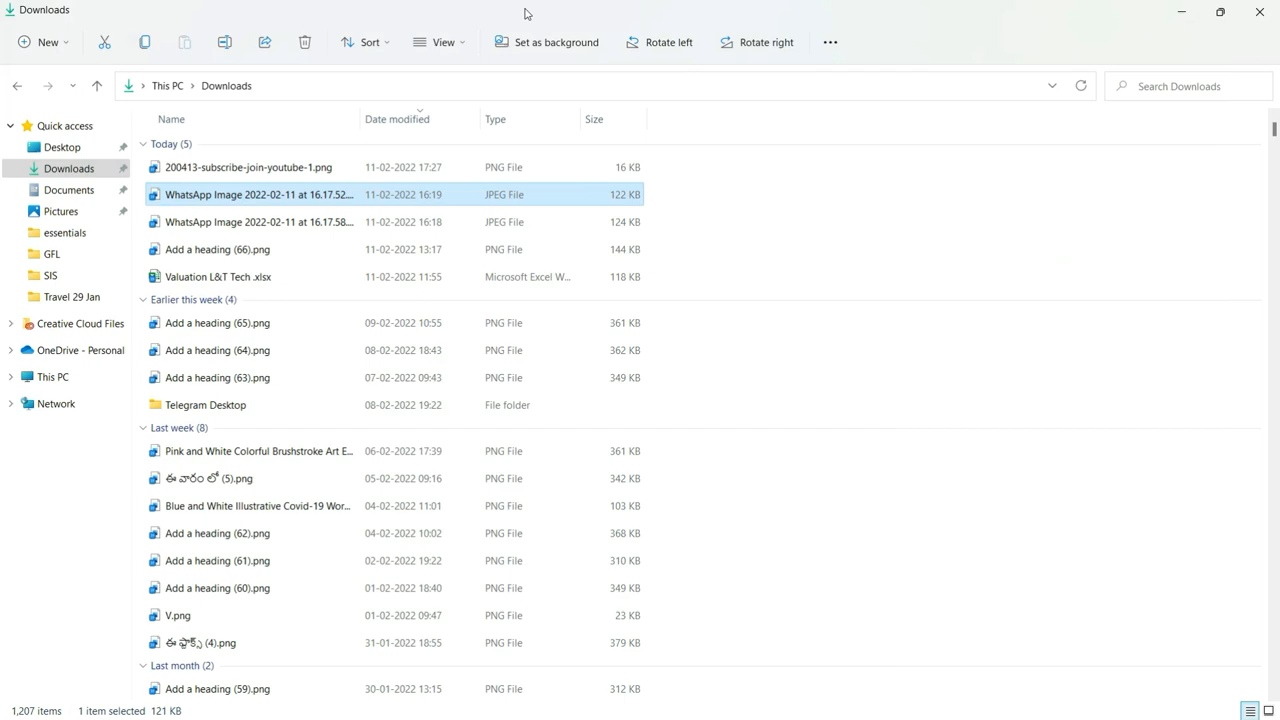 Downloads
New Sort View Set as background Rotate left Rotate right
This PC > Downloads Search Downloads
Name Date modified Type Size
Quick access
Desktop
Downloads
Documents
Pictures
essentials
GFL
SIS
Travel 29 Jan
Creative Cloud Files
OneDrive - Personal
This PC
Network
Today (5)
200413-subscribe-join-youtube-1.png 11-02-2022 17:27 PNG File 16 KB
WhatsApp Image 2022-02-11 at 16.17.52... 11-02-2022 16:19 JPEG File 122 KB
WhatsApp Image 2022-02-11 at 16.17.58... 11-02-2022 16:18 JPEG File 124 KB
Add a heading (66).png 11-02-2022 13:17 PNG File 144 KB
Valuation L&T Tech .xlsx 11-02-2022 11:55 Microsoft Excel W... 118 KB
Earlier this week (4)
Add a heading (65).png 09-02-2022 10:55 PNG File 361 KB
Add a heading (64).png 08-02-2022 18:43 PNG File 362 KB
Add a heading (63).png 07-02-2022 09:43 PNG File 349 KB
Telegram Desktop 08-02-2022 19:22 File folder
Last week (8)
Pink and White Colorful Brushstroke Art E... 06-02-2022 17:39 PNG File 361 KB
ఈ వారం లో (5).png 05-02-2022 09:16 PNG File 342 KB
Blue and White Illustrative Covid-19 Wor... 04-02-2022 11:01 PNG File 103 KB
Add a heading (62).png 04-02-2022 10:02 PNG File 368 KB
Add a heading (61).png 02-02-2022 19:22 PNG File 310 KB
Add a heading (60).png 01-02-2022 18:40 PNG File 349 KB
V.png 01-02-2022 09:47 PNG File 23 KB
ఈ ఫ్రాక్స్ (4).png 31-01-2022 18:55 PNG File 379 KB
Last month (2)
Add a heading (59).png 30-01-2022 13:15 PNG File 312 KB
1,207 items 1 item selected 121 KB